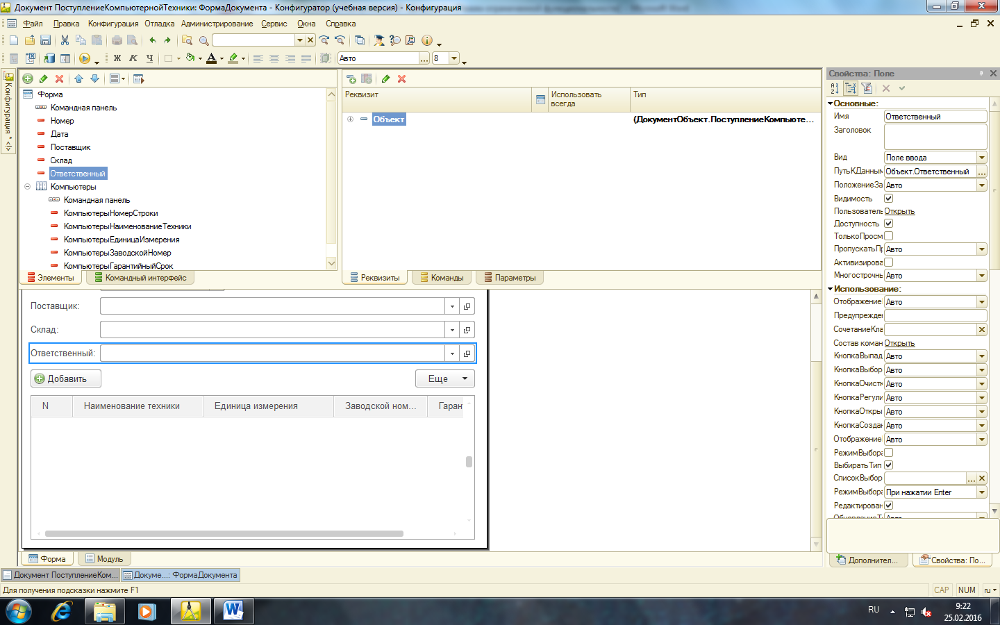 Документ ПоступлениеКомпьютернойТехники: ФормаДокумента - Конфигуратор (учебная версия) - Конфигурация
Файл Правка Конфигурация Отладка Администрирование Сервис Окна Справка
Ж К Ч А Авто ... 8
Конфигурация *
Форма
Командная панель
Номер
Дата
Поставщик
Склад
Ответственный
Компьютеры
Командная панель
КомпьютерыНомерСтроки
КомпьютерыНаименованиеТехники
КомпьютерыЕдиницаИзмерения
КомпьютерыЗаводскойНомер
КомпьютерыГарантийныйСрок
Элементы Командный интерфейс
Реквизит Использовать всегда Тип
Объект (ДокументОбъект.ПоступлениеКомпьюте...
Реквизиты Команды Параметры
Поставщик:
Склад:
Ответственный:
Добавить Еще
N Наименование техники Единица измерения Заводской ном... Гарант
Форма Модуль
Свойства: Поле
Основные:
Имя Ответственный
Заголовок
Вид Поле ввода
ПутьКДанным Объект.Ответственный ...
ПоложениеЗа Авто
Видимость
Пользователь Открыть
Доступность
ТолькоПросм
ПропускатьПр Авто
Активизирова
Многострочны Авто
Использование:
Отображение Авто
Предупрежде
СочетаниеКла
Состав коман Открыть
КнопкаВыпад Авто
КнопкаВыбор Авто
КнопкаОчистк Авто
КнопкаРегули Авто
КнопкаОткры Авто
КнопкаСоздан Авто
Отображение Авто
РежимВыбора
ВыбиратьТип
СписокВыбор ...
РежимВыбора При нажатии Enter
Редактирован
Дополнител... Свойства: По...
Документ ПоступлениеКом... Докуме...: ФормаДокумента
Для получения подсказки нажмите F1 CAP NUM ru
RU 9:22
25.02.2016